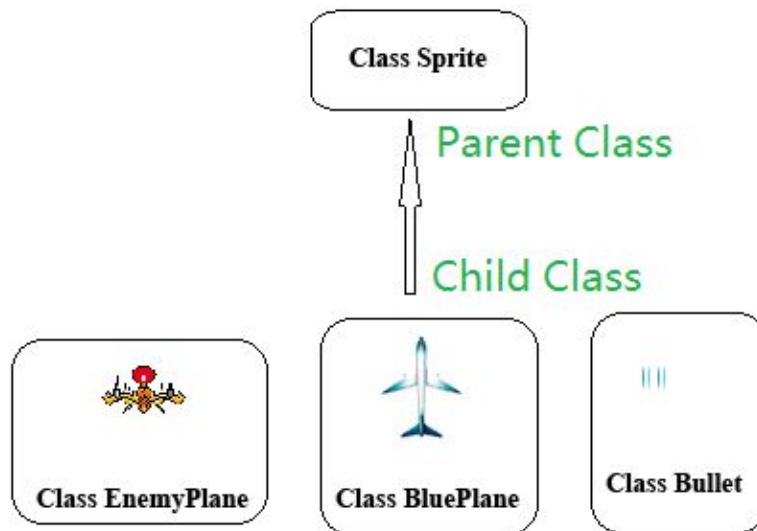 Class Sprite
Parent Class
Child Class
Class EnemyPlane
Class BluePlane
Class Bullet